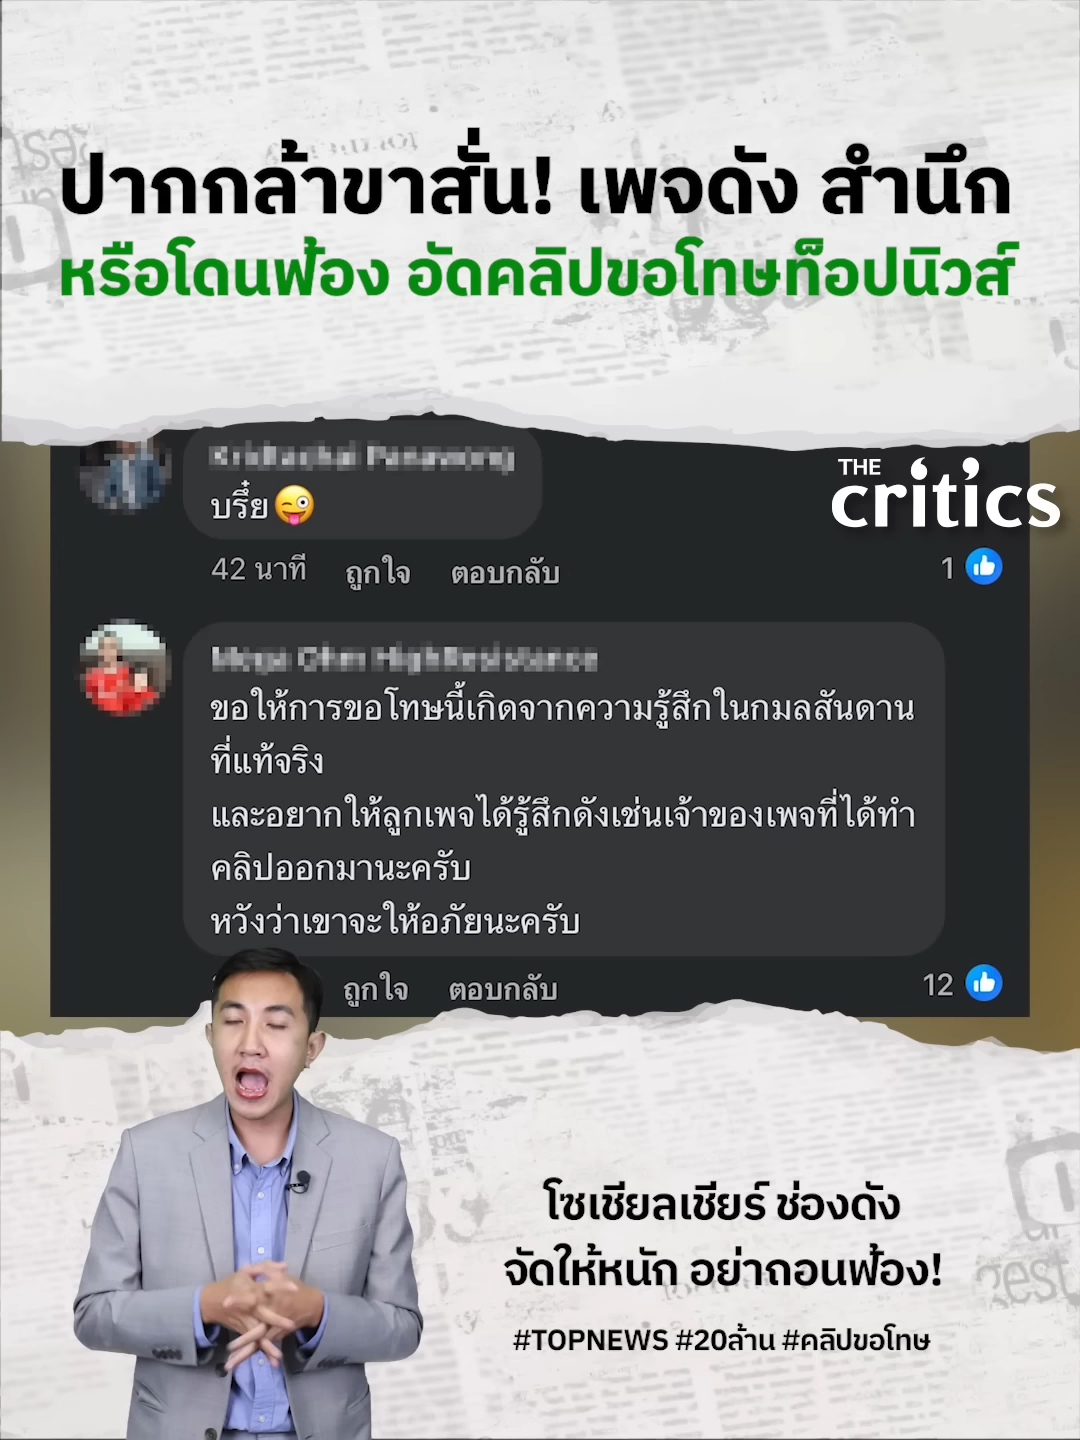 ปากกล้าขาสั่น! เพจดัง สำนึก
หรือโดนฟ้อง อัดคลิปขอโทษท็อปนิวส์
THE
critics
บรึ๋ย😜
42 นาที ถูกใจ ตอบกลับ 1
ขอให้การขอโทษนี้เกิดจากความรู้สึกในกมลสันดาน
ที่แท้จริง
และอยากให้ลูกเพจได้รู้สึกดังเช่นเจ้าของเพจที่ได้ทำ
คลิปออกมานะครับ
หวังว่าเขาจะให้อภัยนะครับ
ถูกใจ ตอบกลับ 12
โซเชียลเชียร์ ช่องดัง
จัดให้หนัก อย่าถอนฟ้อง!
#TOPNEWS #20ล้าน #คลิปขอโทษ